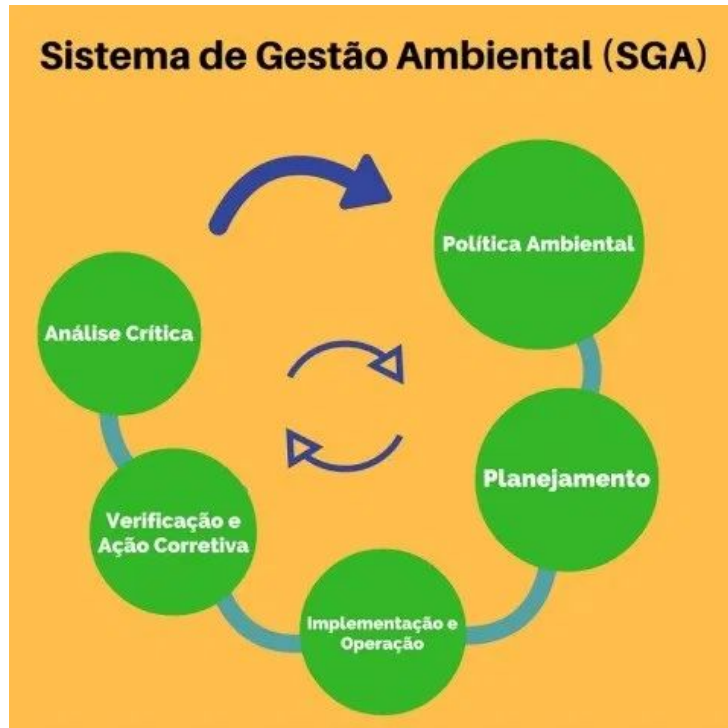 Sistema de Gestão Ambiental (SGA)
Política Ambiental
Planejamento
Implementação e
Operação
Verificação e
Ação Corretiva
Análise Crítica